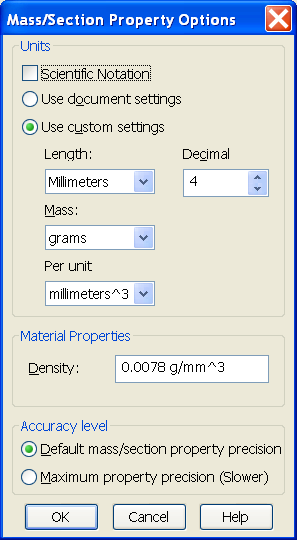 Mass/Section Property Options
Units
Scientific Notation
Use document settings
Use custom settings
Length: Decimal
Millimeters 4
Mass:
grams
Per unit
millimeters^3
Material Properties
Density: 0.0078 g/mm^3
Accuracy level
Default mass/section property precision
Maximum property precision (Slower)
OK Cancel Help